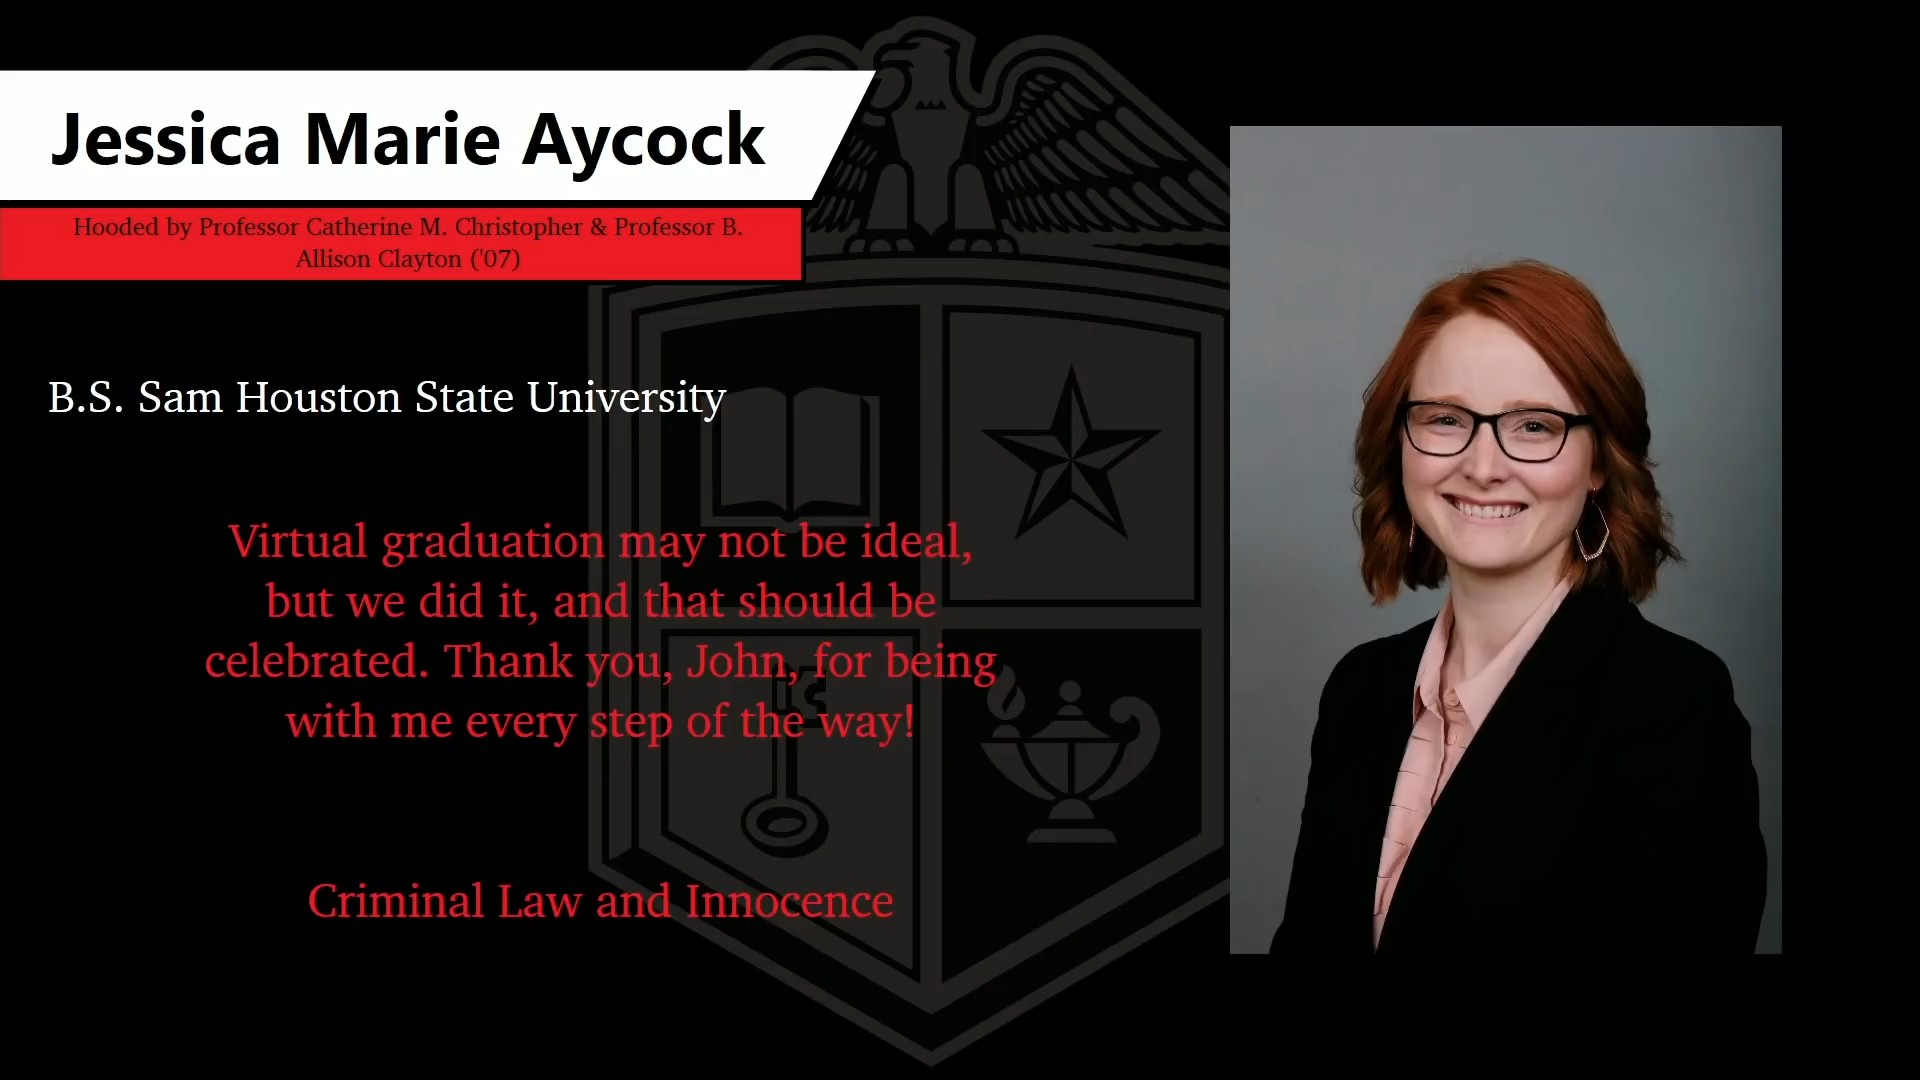 Jessica Marie Aycock
Hooded by Professor Catherine M. Christopher & Professor B.
Allison Clayton ('07)
B.S. Sam Houston State University
Virtual graduation may not be ideal,
but we did it, and that should be
celebrated. Thank you, John, for being
with me every step of the way!
Criminal Law and Innocence